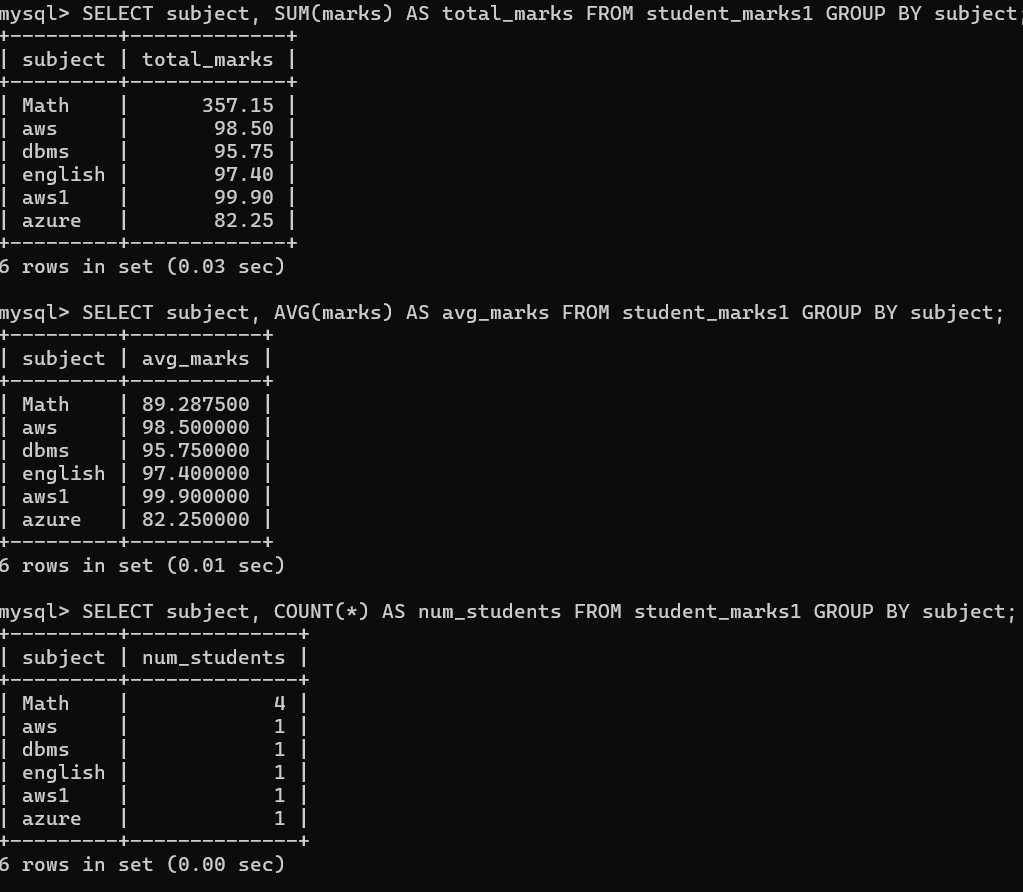 mysql> SELECT subject, SUM(marks) AS total_marks FROM student_marks1 GROUP BY subject;
+---------+-------------+
| subject | total_marks |
+---------+-------------+
| Math    |      357.15 |
| aws     |       98.50 |
| dbms    |       95.75 |
| english |       97.40 |
| aws1    |       99.90 |
| azure   |       82.25 |
+---------+-------------+
6 rows in set (0.03 sec)

mysql> SELECT subject, AVG(marks) AS avg_marks FROM student_marks1 GROUP BY subject;
+---------+-----------+
| subject | avg_marks |
+---------+-----------+
| Math    | 89.287500 |
| aws     | 98.500000 |
| dbms    | 95.750000 |
| english | 97.400000 |
| aws1    | 99.900000 |
| azure   | 82.250000 |
+---------+-----------+
6 rows in set (0.01 sec)

mysql> SELECT subject, COUNT(*) AS num_students FROM student_marks1 GROUP BY subject;
+---------+--------------+
| subject | num_students |
+---------+--------------+
| Math    |            4 |
| aws     |            1 |
| dbms    |            1 |
| english |            1 |
| aws1    |            1 |
| azure   |            1 |
+---------+--------------+
6 rows in set (0.00 sec)